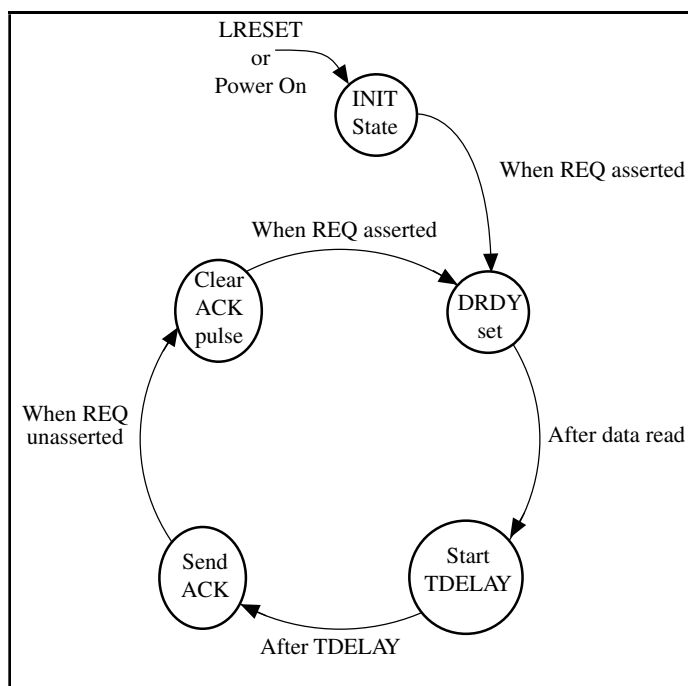 LRESET
or
Power On
INIT
State
When REQ asserted
When REQ asserted
Clear
ACK
pulse
DRDY
set
When REQ
unasserted
After data read
Send
ACK
Start
TDELAY
After TDELAY